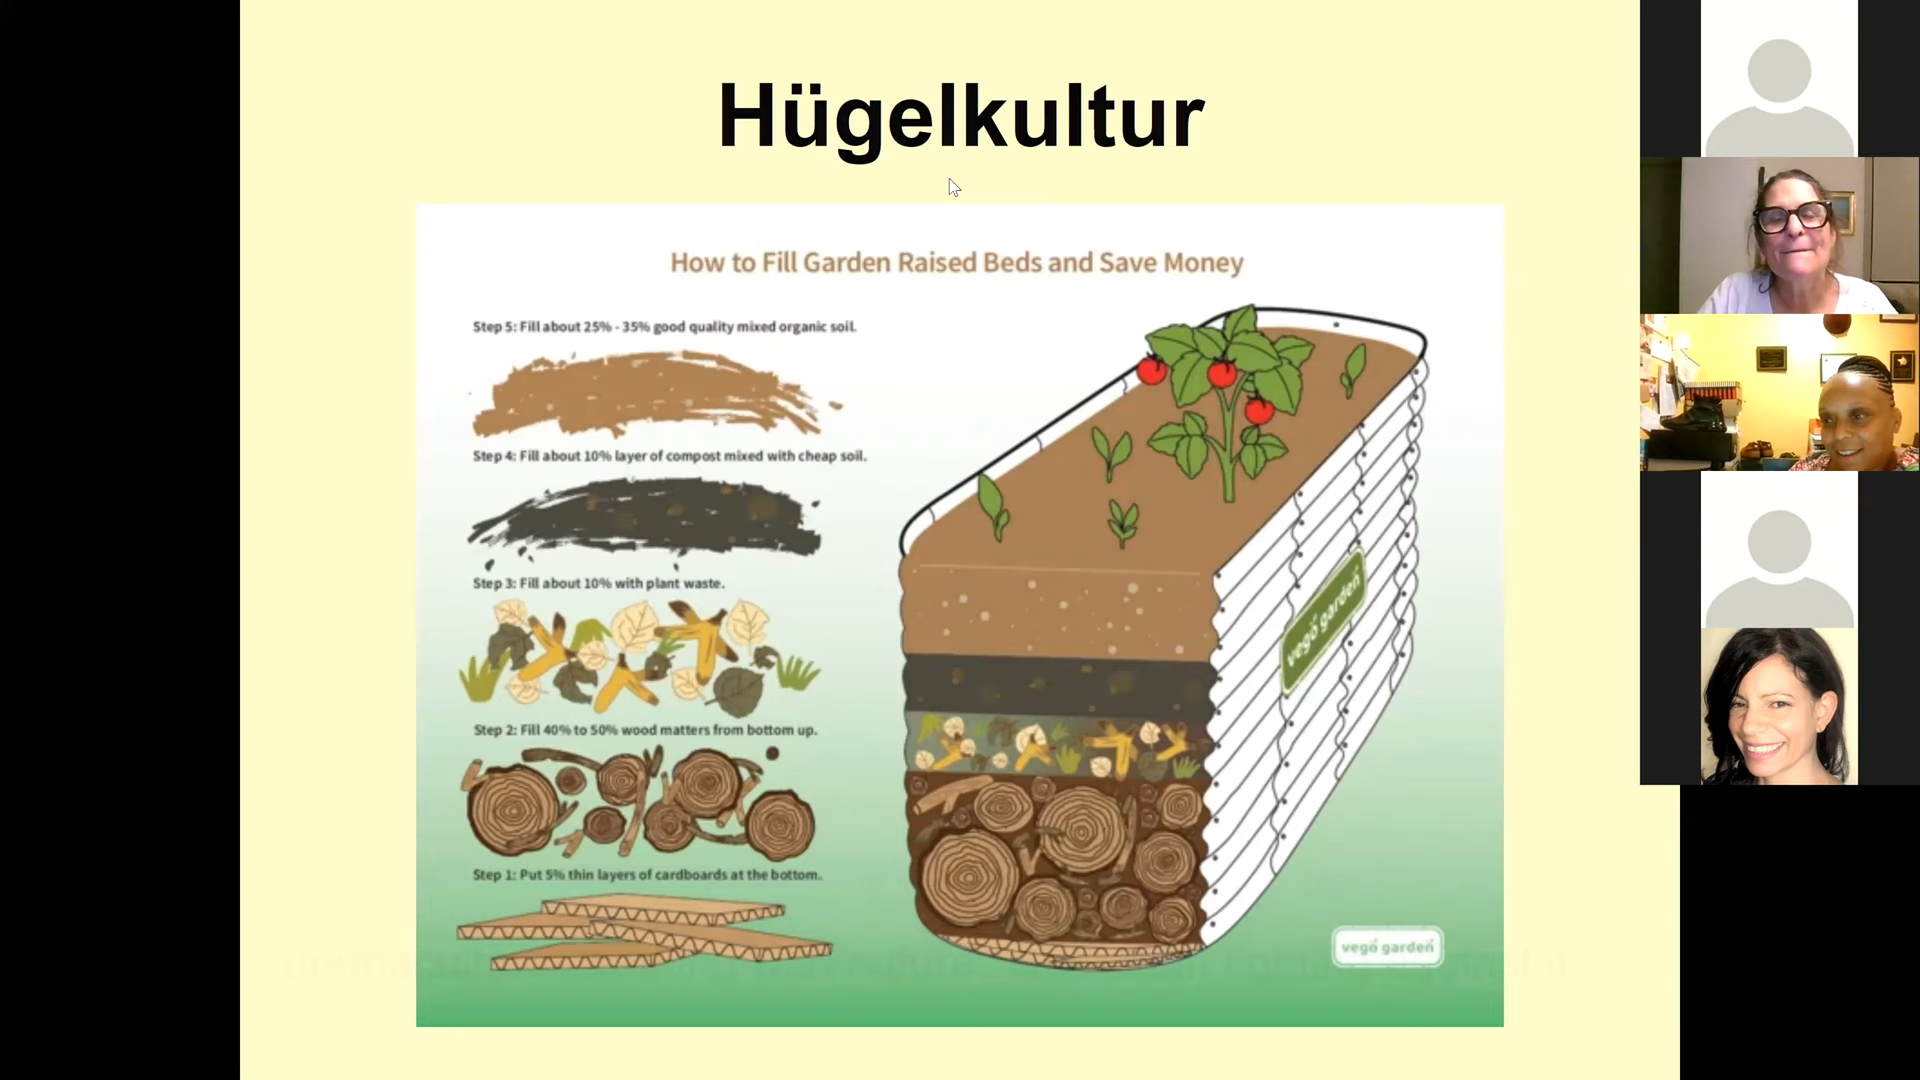 Hügelkultur
How to Fill Garden Raised Beds and Save Money
Step 5: Fill about 25% - 35% good quality mixed organic soil.
Step 4: Fill about 10% layer of compost mixed with cheap soil.
Step 3: Fill about 10% with plant waste.
Step 2: Fill 40% to 50% wood matters from bottom up.
Step 1: Put 5% thin layers of cardboards at the bottom.
vego garden
vego garden